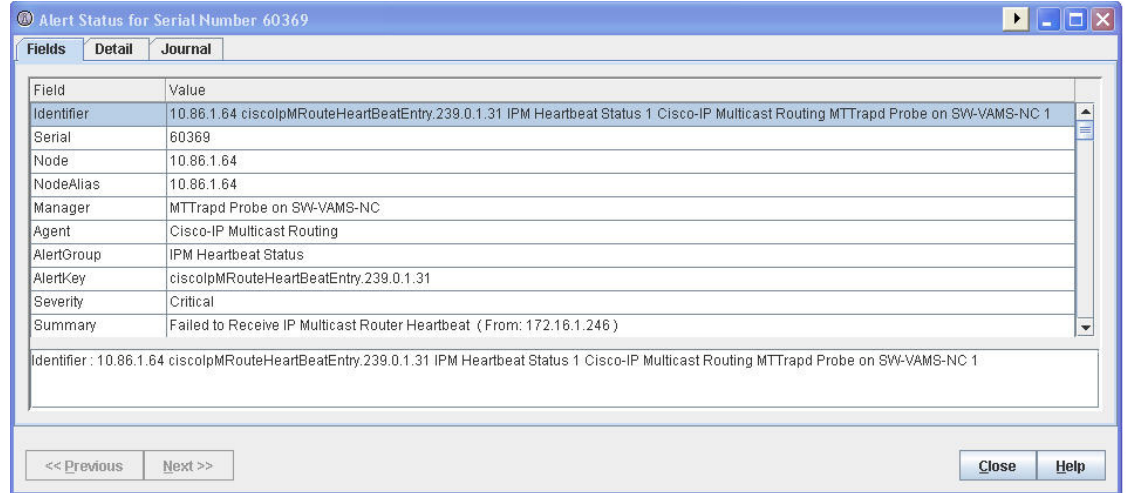 Alert Status for Serial Number 60369
Fields Detail Journal
Field Value
Identifier 10.86.1.64 ciscoIpMRouteHeartBeatEntry.239.0.1.31 IPM Heartbeat Status 1 Cisco-IP Multicast Routing MTTrapd Probe on SW-VAMS-NC 1
Serial 60369
Node 10.86.1.64
NodeAlias 10.86.1.64
Manager MTTrapd Probe on SW-VAMS-NC
Agent Cisco-IP Multicast Routing
AlertGroup IPM Heartbeat Status
AlertKey ciscoIpMRouteHeartBeatEntry.239.0.1.31
Severity Critical
Summary Failed to Receive IP Multicast Router Heartbeat ( From: 172.16.1.246 )
Identifier : 10.86.1.64 ciscoIpMRouteHeartBeatEntry.239.0.1.31 IPM Heartbeat Status 1 Cisco-IP Multicast Routing MTTrapd Probe on SW-VAMS-NC 1
<< Previous Next >> Close Help